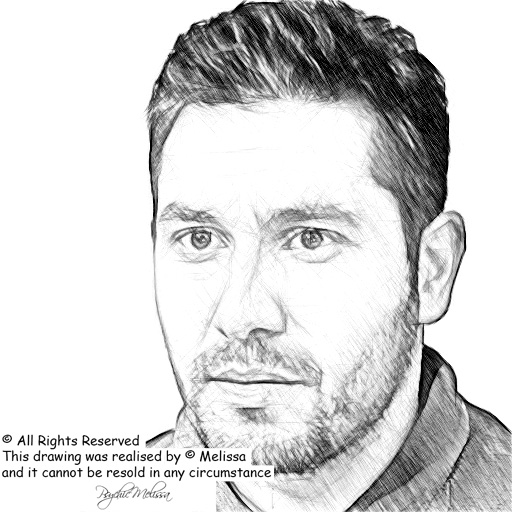 © All Rights Reserved
This drawing was realised by © Melissa
and it cannot be resold in any circumstance
Psychic Melissa